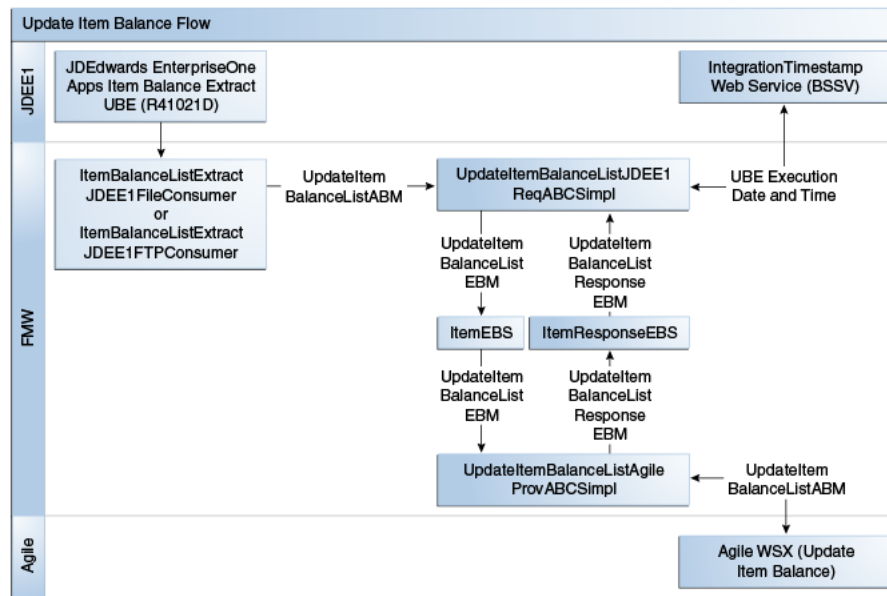 Update Item Balance Flow
JDEE1
JDEdwards EnterpriseOne
Apps Item Balance Extract
UBE (R41021D)
IntegrationTimestamp
Web Service (BSSV)
FMW
ItemBalanceListExtract
JDEE1FileConsumer
or
ItemBalanceListExtract
JDEE1FTPConsumer
UpdateItem
BalanceListABM
UpdateItemBalanceListJDEE1
ReqABCSimpl
UBE Execution
Date and Time
UpdateItem
BalanceList
EBM
UpdateItem
BalanceList
Response
EBM
ItemEBS
ItemResponseEBS
UpdateItem
BalanceList
EBM
UpdateItem
BalanceList
Response
EBM
UpdateItemBalanceListAgile
ProvABCSimpl
UpdateItem
BalanceListABM
Agile
Agile WSX (Update
Item Balance)